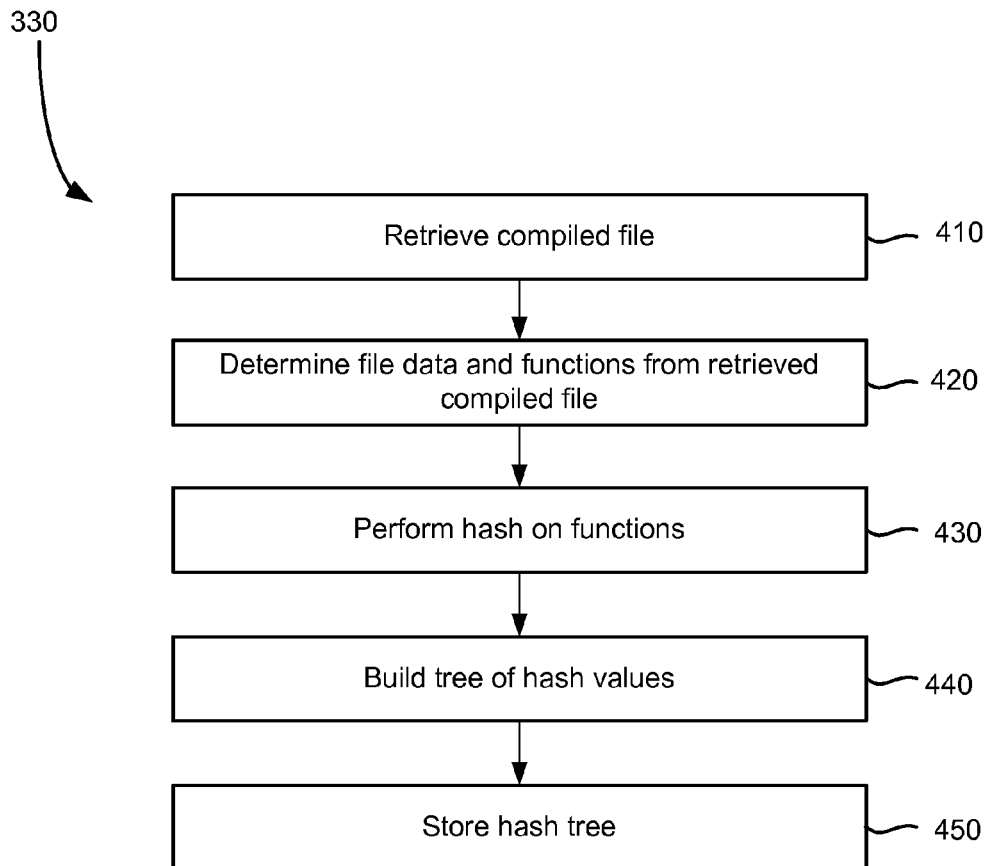 330
Retrieve compiled file
410
Determine file data and functions from retrieved
compiled file
420
Perform hash on functions
430
Build tree of hash values
440
Store hash tree
450